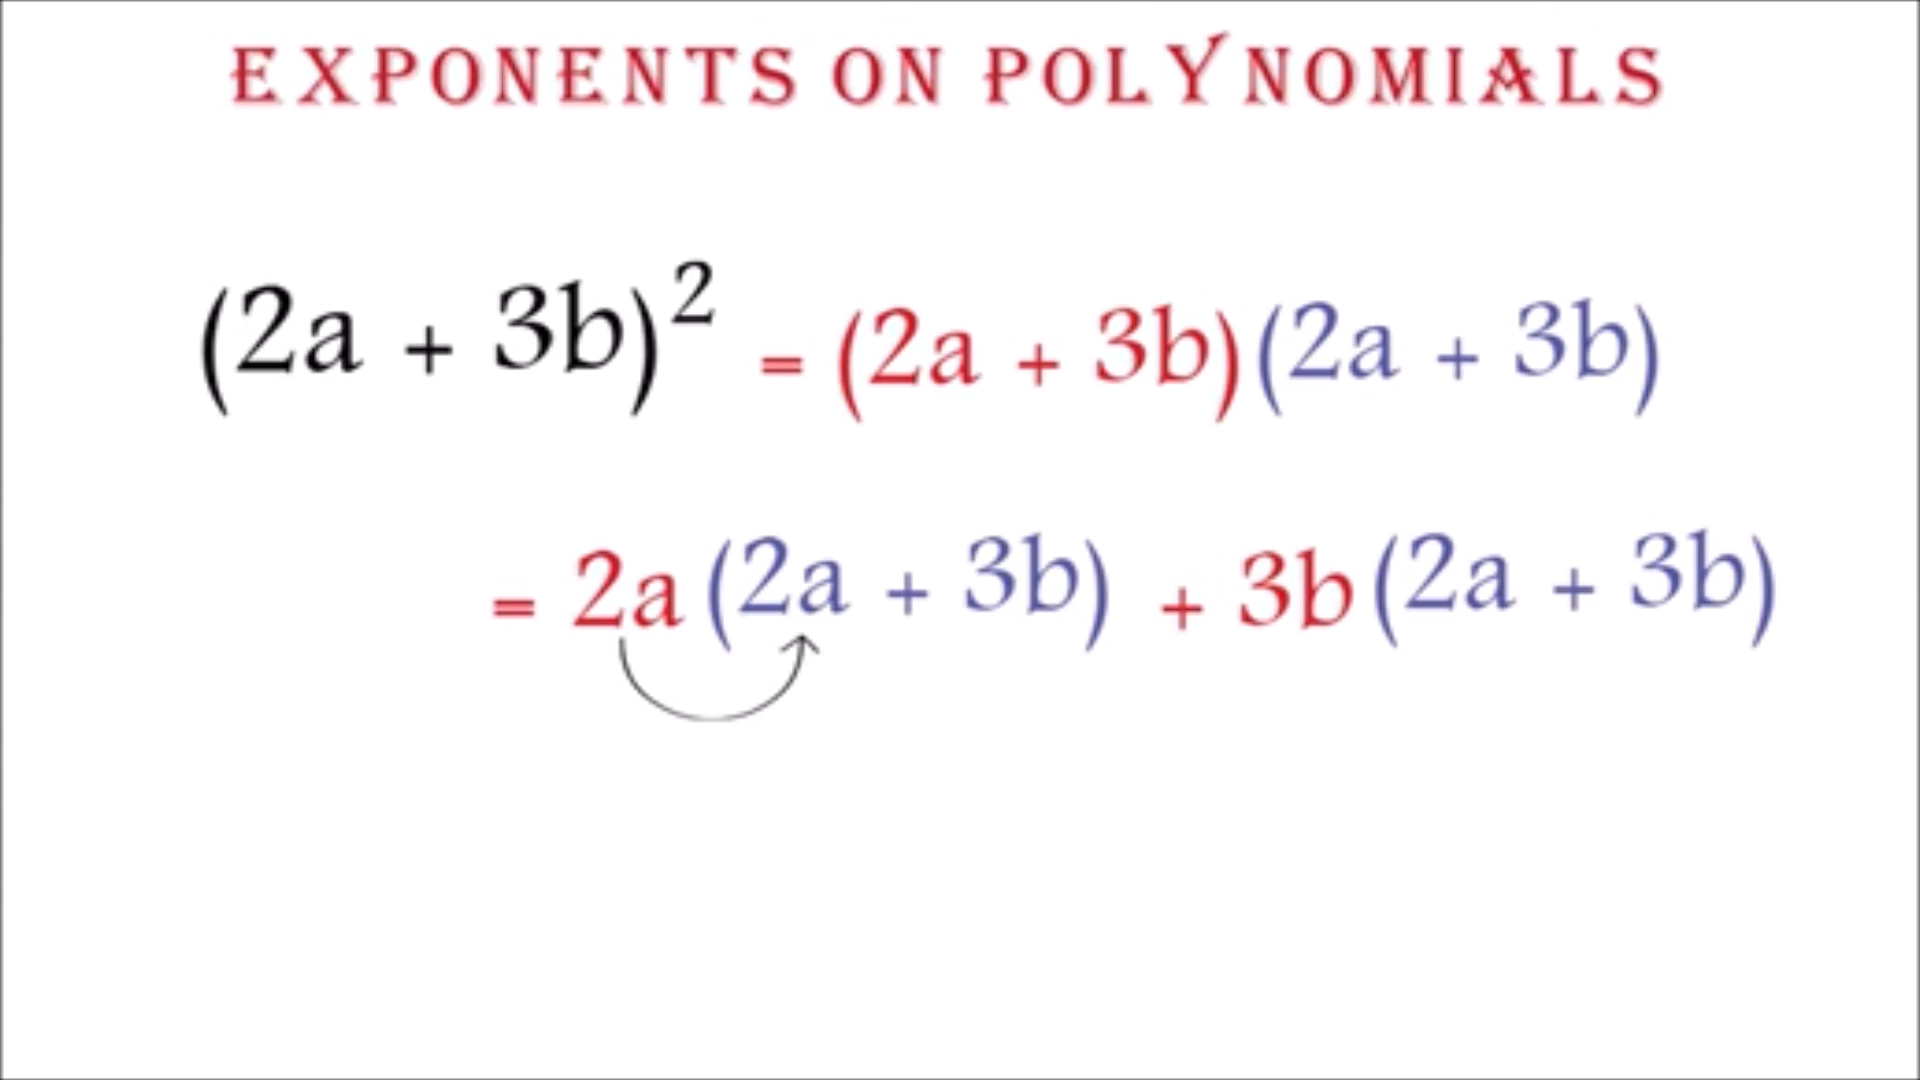 EXPONENTS ON POLYNOMIALS
(2a + 3b)² = (2a + 3b)(2a + 3b)
= 2a(2a + 3b) + 3b(2a + 3b)